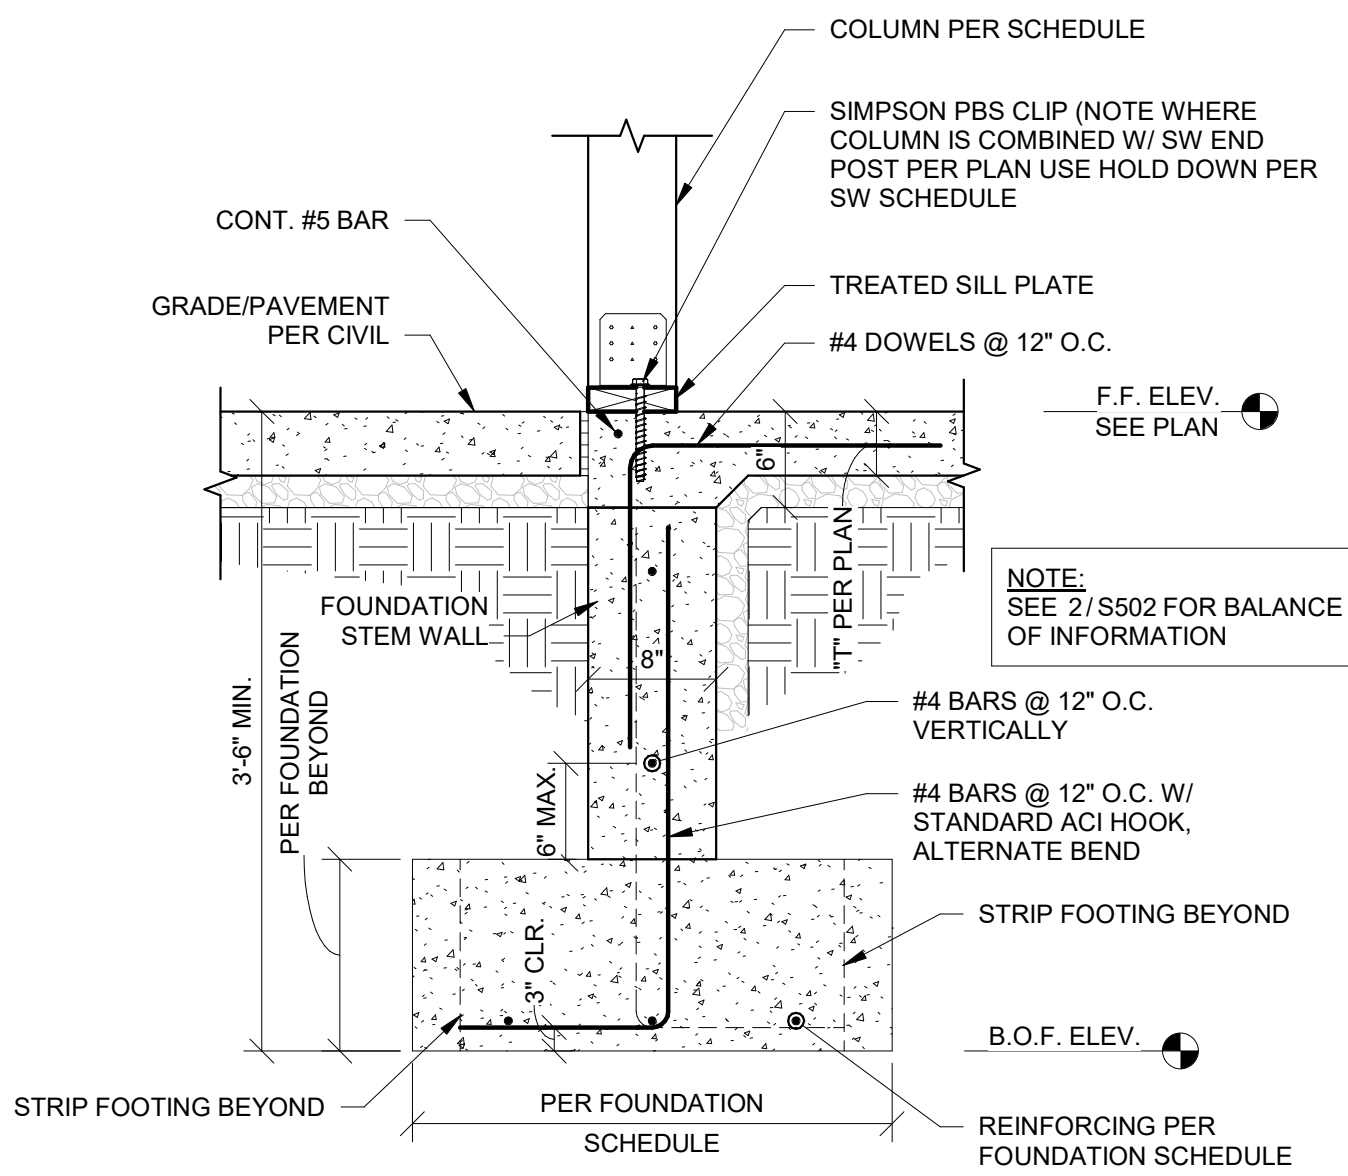 COLUMN PER SCHEDULE
SIMPSON PBS CLIP (NOTE WHERE
COLUMN IS COMBINED W/ SW END
POST PER PLAN USE HOLD DOWN PER
SW SCHEDULE
CONT. #5 BAR
TREATED SILL PLATE
GRADE/PAVEMENT
PER CIVIL
#4 DOWELS @ 12" O.C.
F.F. ELEV.
SEE PLAN
6"
"T" PER PLAN
NOTE:
SEE 2/S502 FOR BALANCE
OF INFORMATION
FOUNDATION
STEM WALL
8"
3'-6" MIN.
PER FOUNDATION
BEYOND
#4 BARS @ 12" O.C.
VERTICALLY
6" MAX.
#4 BARS @ 12" O.C. W/
STANDARD ACI HOOK,
ALTERNATE BEND
STRIP FOOTING BEYOND
3" CLR.
B.O.F. ELEV.
STRIP FOOTING BEYOND
PER FOUNDATION
SCHEDULE
REINFORCING PER
FOUNDATION SCHEDULE